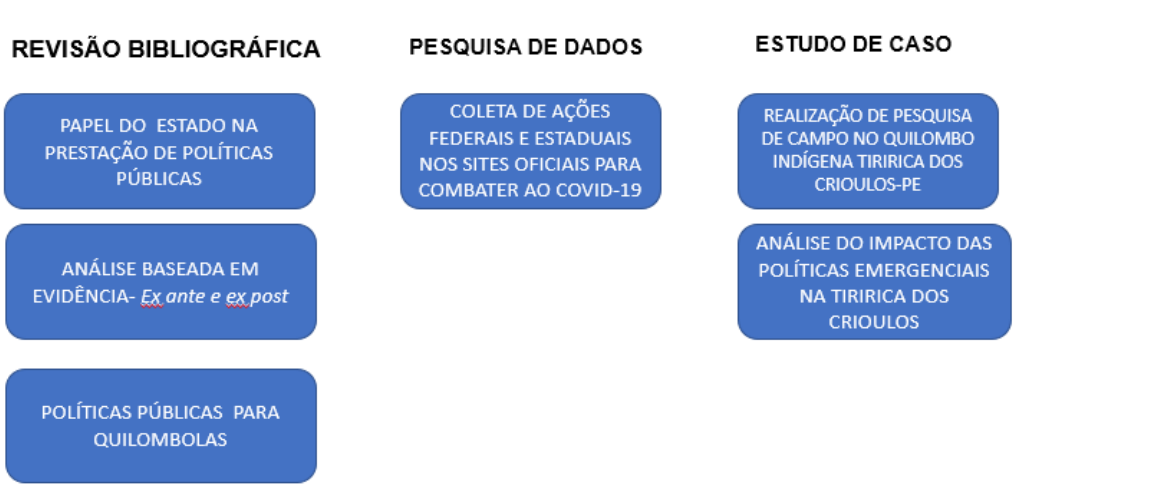 REVISÃO BIBLIOGRÁFICA
PAPEL DO ESTADO NA
PRESTAÇÃO DE POLÍTICAS
PÚBLICAS
ANÁLISE BASEADA EM
EVIDÊNCIA- Ex ante e ex post
POLÍTICAS PÚBLICAS PARA
QUILOMBOLAS
PESQUISA DE DADOS
COLETA DE AÇÕES
FEDERAIS E ESTADUAIS
NOS SITES OFICIAIS PARA
COMBATER AO COVID-19
ESTUDO DE CASO
REALIZAÇÃO DE PESQUISA
DE CAMPO NO QUILOMBO
INDÍGENA TIRIRICA DOS
CRIOULOS-PE
ANÁLISE DO IMPACTO DAS
POLÍTICAS EMERGENCIAIS
NA TIRIRICA DOS
CRIOULOS